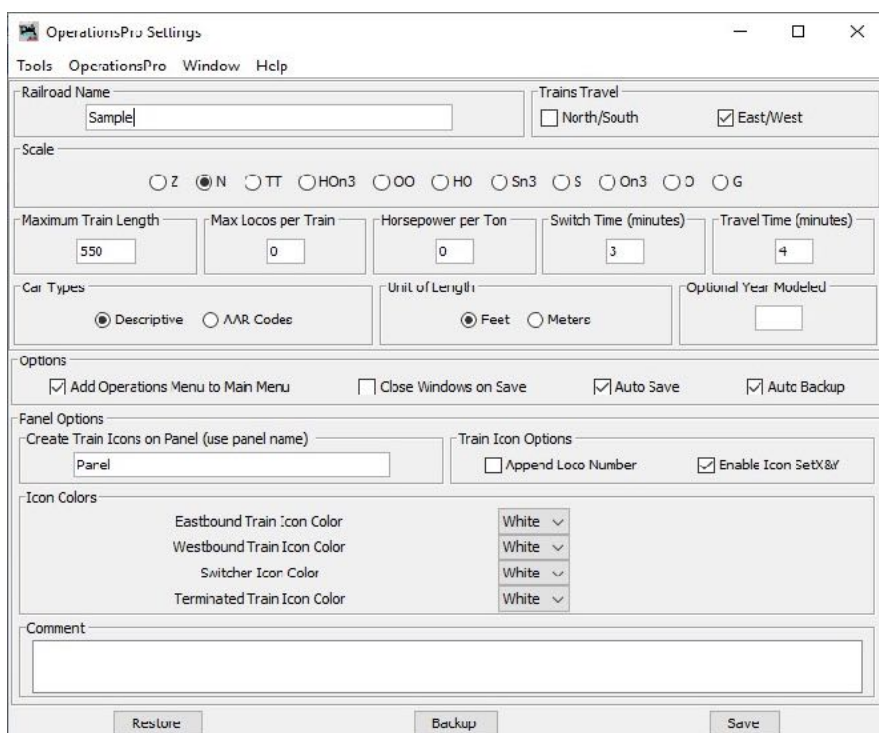 OperationsPro Settings
Tools OperationsPro Window Help
Railroad Name
Sample
Trains Travel
North/South East/West
Scale
Z N TT HOn3 OO HO Sn3 S On3 O G
Maximum Train Length Max Locos per Train Horsepower per Ton Switch Time (minutes) Travel Time (minutes)
550 0 0 3 4
Car Types Unit of Length Optional Year Modeled
Descriptive AAR Codes Feet Meters
Options
Add Operations Menu to Main Menu Close Windows on Save Auto Save Auto Backup
Panel Options
Create Train Icons on Panel (use panel name) Train Icon Options
Panel Append Loco Number Enable Icon SetX&Y
Icon Colors
Eastbound Train Icon Color White
Westbound Train Icon Color White
Switcher Icon Color White
Terminated Train Icon Color White
Comment
Restore Backup Save